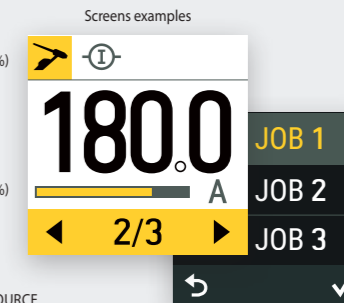 Screens examples
%)
I
180.0
JOB 1
%)
A
JOB 2
2/3
JOB 3
OURCE